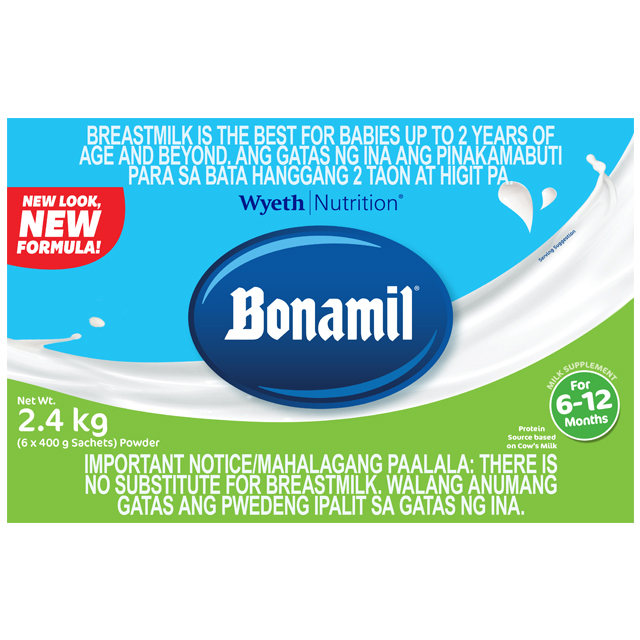 BREASTMILK IS THE BEST FOR BABIES UP TO 2 YEARS OF
AGE AND BEYOND. ANG GATAS NG INA ANG PINAKAMABUTI
PARA SA BATA HANGGANG 2 TAON AT HIGIT PA.
Wyeth | Nutrition®
NEW LOOK,
NEW
FORMULA!
Serving Suggestion
Bonamil®
MILK SUPPLEMENT
For
6-12
Months
Net Wt.
2.4 kg
(6 x 400 g Sachets) Powder
Protein
Source based
on Cow's Milk
IMPORTANT NOTICE/MAHALAGANG PAALALA: THERE IS
NO SUBSTITUTE FOR BREASTMILK. WALANG ANUMANG
GATAS ANG PWEDENG IPALIT SA GATAS NG INA.